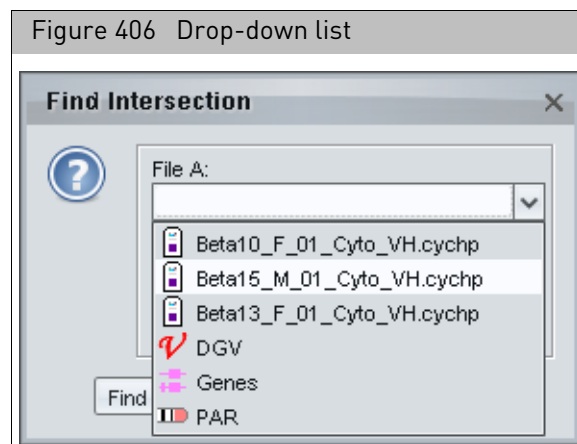 Figure 406 Drop-down list
Find Intersection
?
File A:
Beta10_F_01_Cyto_VH.cychp
Beta15_M_01_Cyto_VH.cychp
Beta13_F_01_Cyto_VH.cychp
DGV
Genes
PAR
Find